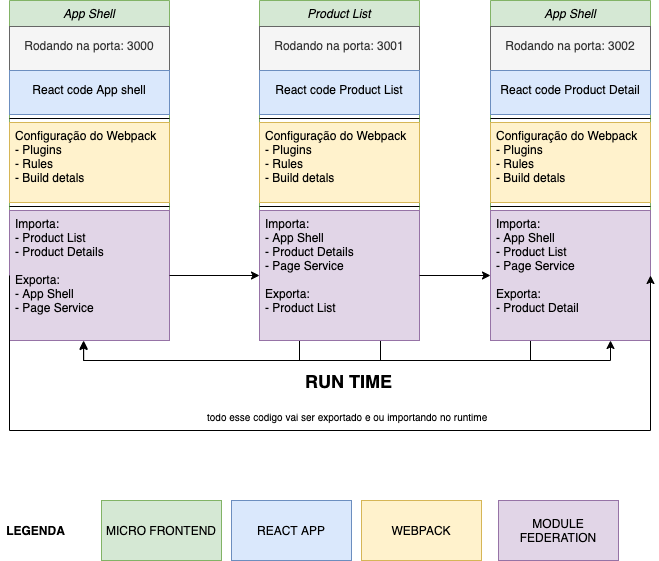 App Shell
Rodando na porta: 3000
React code App shell
Configuração do Webpack
- Plugins
- Rules
- Build detals
Importa:
- Product List
- Product Details
Exporta:
- App Shell
- Page Service
Product List
Rodando na porta: 3001
React code Product List
Configuração do Webpack
- Plugins
- Rules
- Build detals
Importa:
- App Shell
- Product Details
- Page Service
Exporta:
- Product List
App Shell
Rodando na porta: 3002
React code Product Detail
Configuração do Webpack
- Plugins
- Rules
- Build detals
Importa:
- App Shell
- Product List
- Page Service
Exporta:
- Product Detail
RUN TIME
todo esse codigo vai ser exportado e ou importando no runtime
LEGENDA
MICRO FRONTEND
REACT APP
WEBPACK
MODULE
FEDERATION